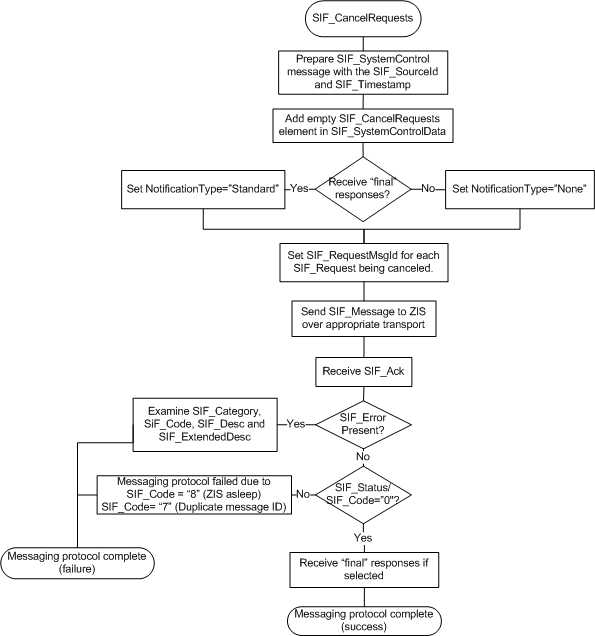 SIF_CancelRequests
Prepare SIF_SystemControl
message with the SIF_SourceId
and SIF_Timestamp
Add empty SIF_CancelRequests
element in SIF_SystemControlData
Receive “final”
responses?
Yes
No
Set NotificationType="Standard"
Set NotificationType="None"
Set SIF_RequestMsgId for each
SIF_Request being canceled.
Send SIF_Message to ZIS
over appropriate transport
Receive SIF_Ack
SIF_Error
Present?
Yes
Examine SIF_Category,
SIF_Code, SIF_Desc and
SIF_ExtendedDesc
No
SIF_Status/
SIF_Code="0"?
No
Messaging protocol failed due to
SIF_Code = “8” (ZIS asleep)
SIF_Code= “7” (Duplicate message ID)
Yes
Messaging protocol complete
(failure)
Receive “final” responses if
selected
Messaging protocol complete
(success)